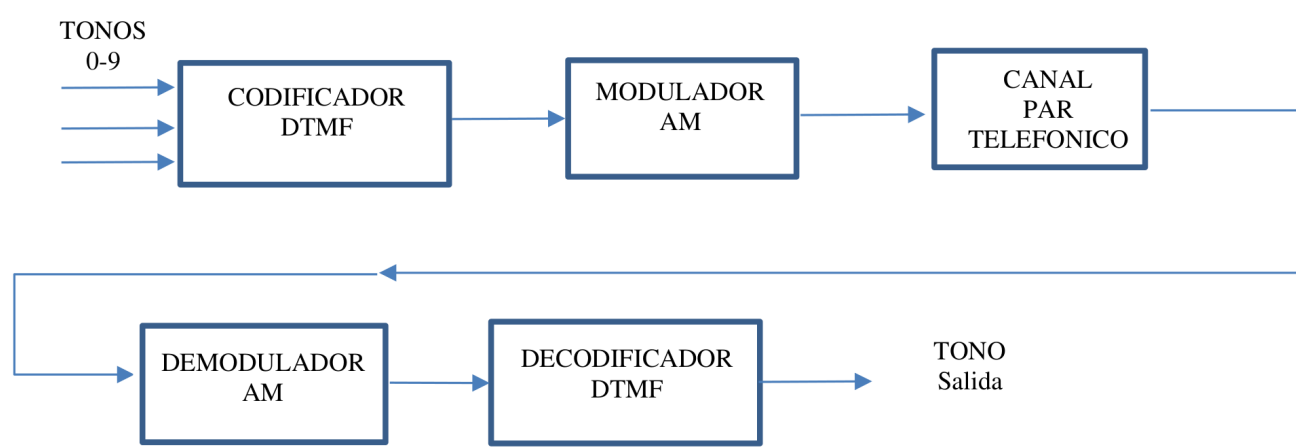 TONOS
0-9
CODIFICADOR
DTMF
MODULADOR
AM
CANAL
PAR
TELEFONICO
DEMODULADOR
AM
DECODIFICADOR
DTMF
TONO
Salida